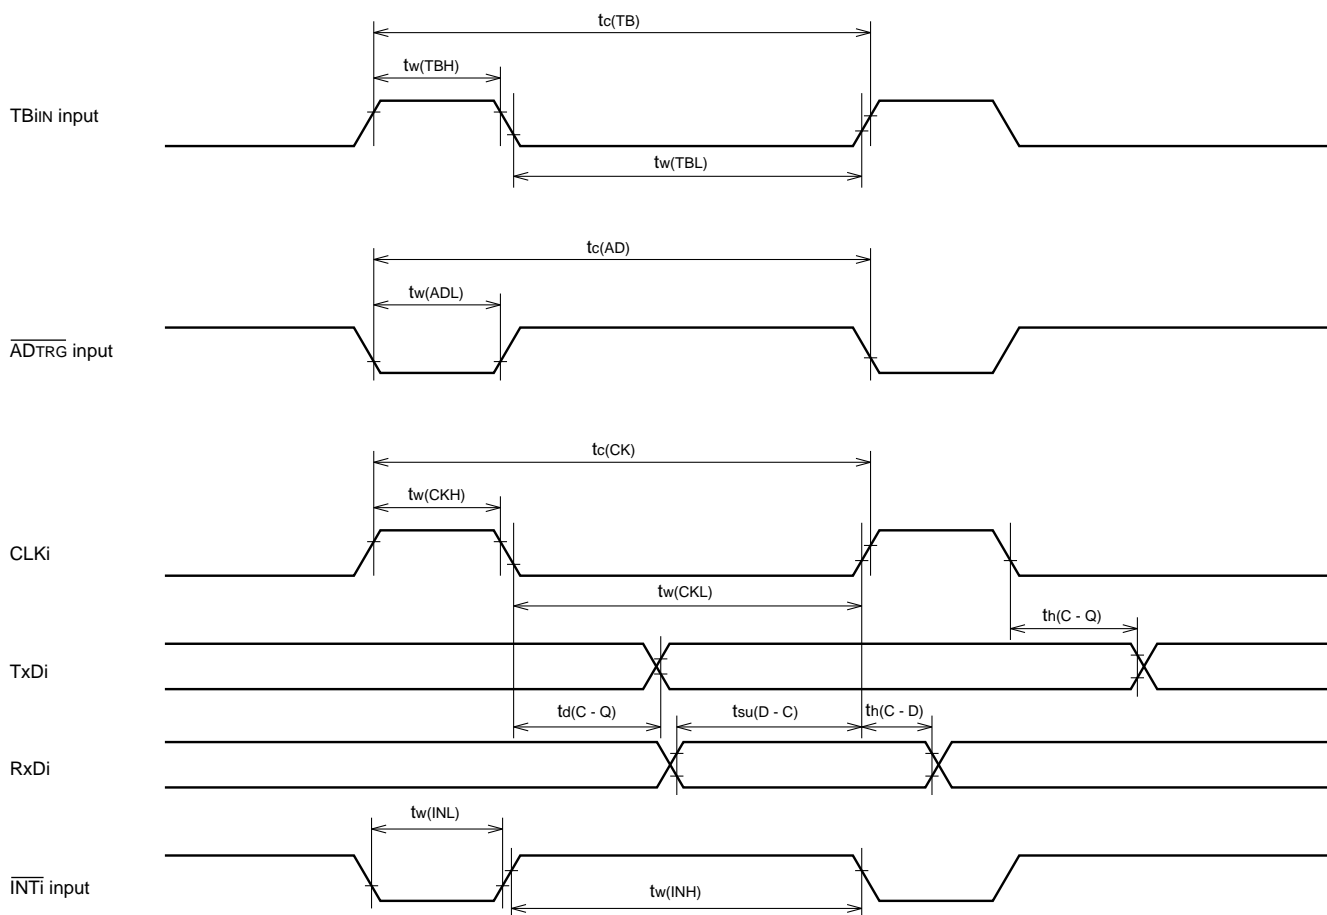 tc(TB)
tw(TBH)
TBiIN input
tw(TBL)
tc(AD)
tw(ADL)
ADTRG input
tc(CK)
tw(CKH)
CLKi
tw(CKL)
th(C - Q)
TxDi
td(C - Q)
tsu(D - C)
th(C - D)
RxDi
tw(INL)
INTi input
tw(INH)